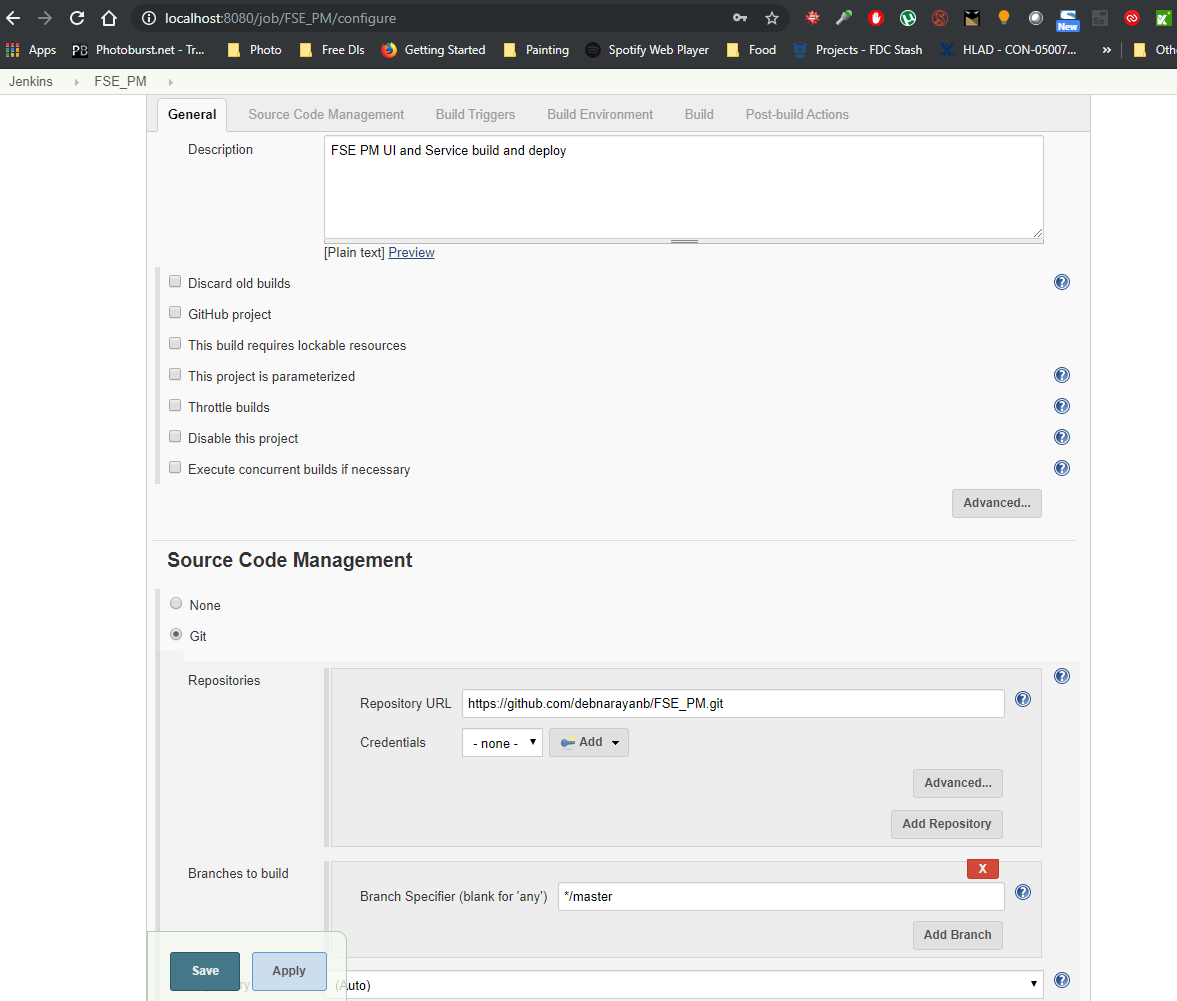 localhost:8080/job/FSE_PM/configure
New
Se
Apps PB Photoburst.net - Tr... Photo Free Dls Getting Started Painting Spotify Web Player Food Projects - FDC Stash HLAD - CON-05007... » Oth
Jenkins FSE_PM
General Source Code Management Build Triggers Build Environment Build Post-build Actions
Description FSE PM UI and Service build and deploy
[Plain text] Preview
Discard old builds
GitHub project
This build requires lockable resources
This project is parameterized
Throttle builds
Disable this project
Execute concurrent builds if necessary
Advanced...
Source Code Management
None
Git
Repositories
Repository URL https://github.com/debnarayanb/FSE_PM.git
Credentials - none - Add
Advanced...
Add Repository
Branches to build
X
Branch Specifier (blank for 'any') */master
Add Branch
Save Apply
(Auto)